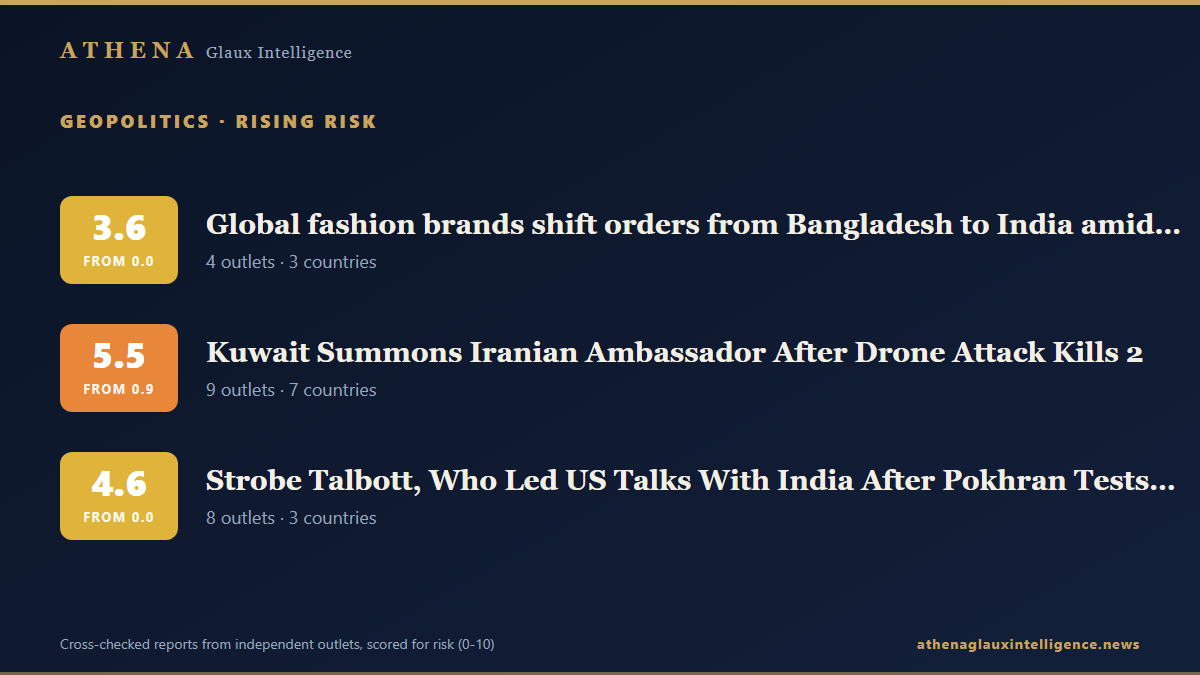 ATHENA Glaux Intelligence
GEOPOLITICS · RISING RISK
3.6
FROM 0.0
Global fashion brands shift orders from Bangladesh to India amid...
4 outlets · 3 countries
5.5
FROM 0.9
Kuwait Summons Iranian Ambassador After Drone Attack Kills 2
9 outlets · 7 countries
4.6
FROM 0.0
Strobe Talbott, Who Led US Talks With India After Pokhran Tests...
8 outlets · 3 countries
Cross-checked reports from independent outlets, scored for risk (0-10)
athenaglauxintelligence.news